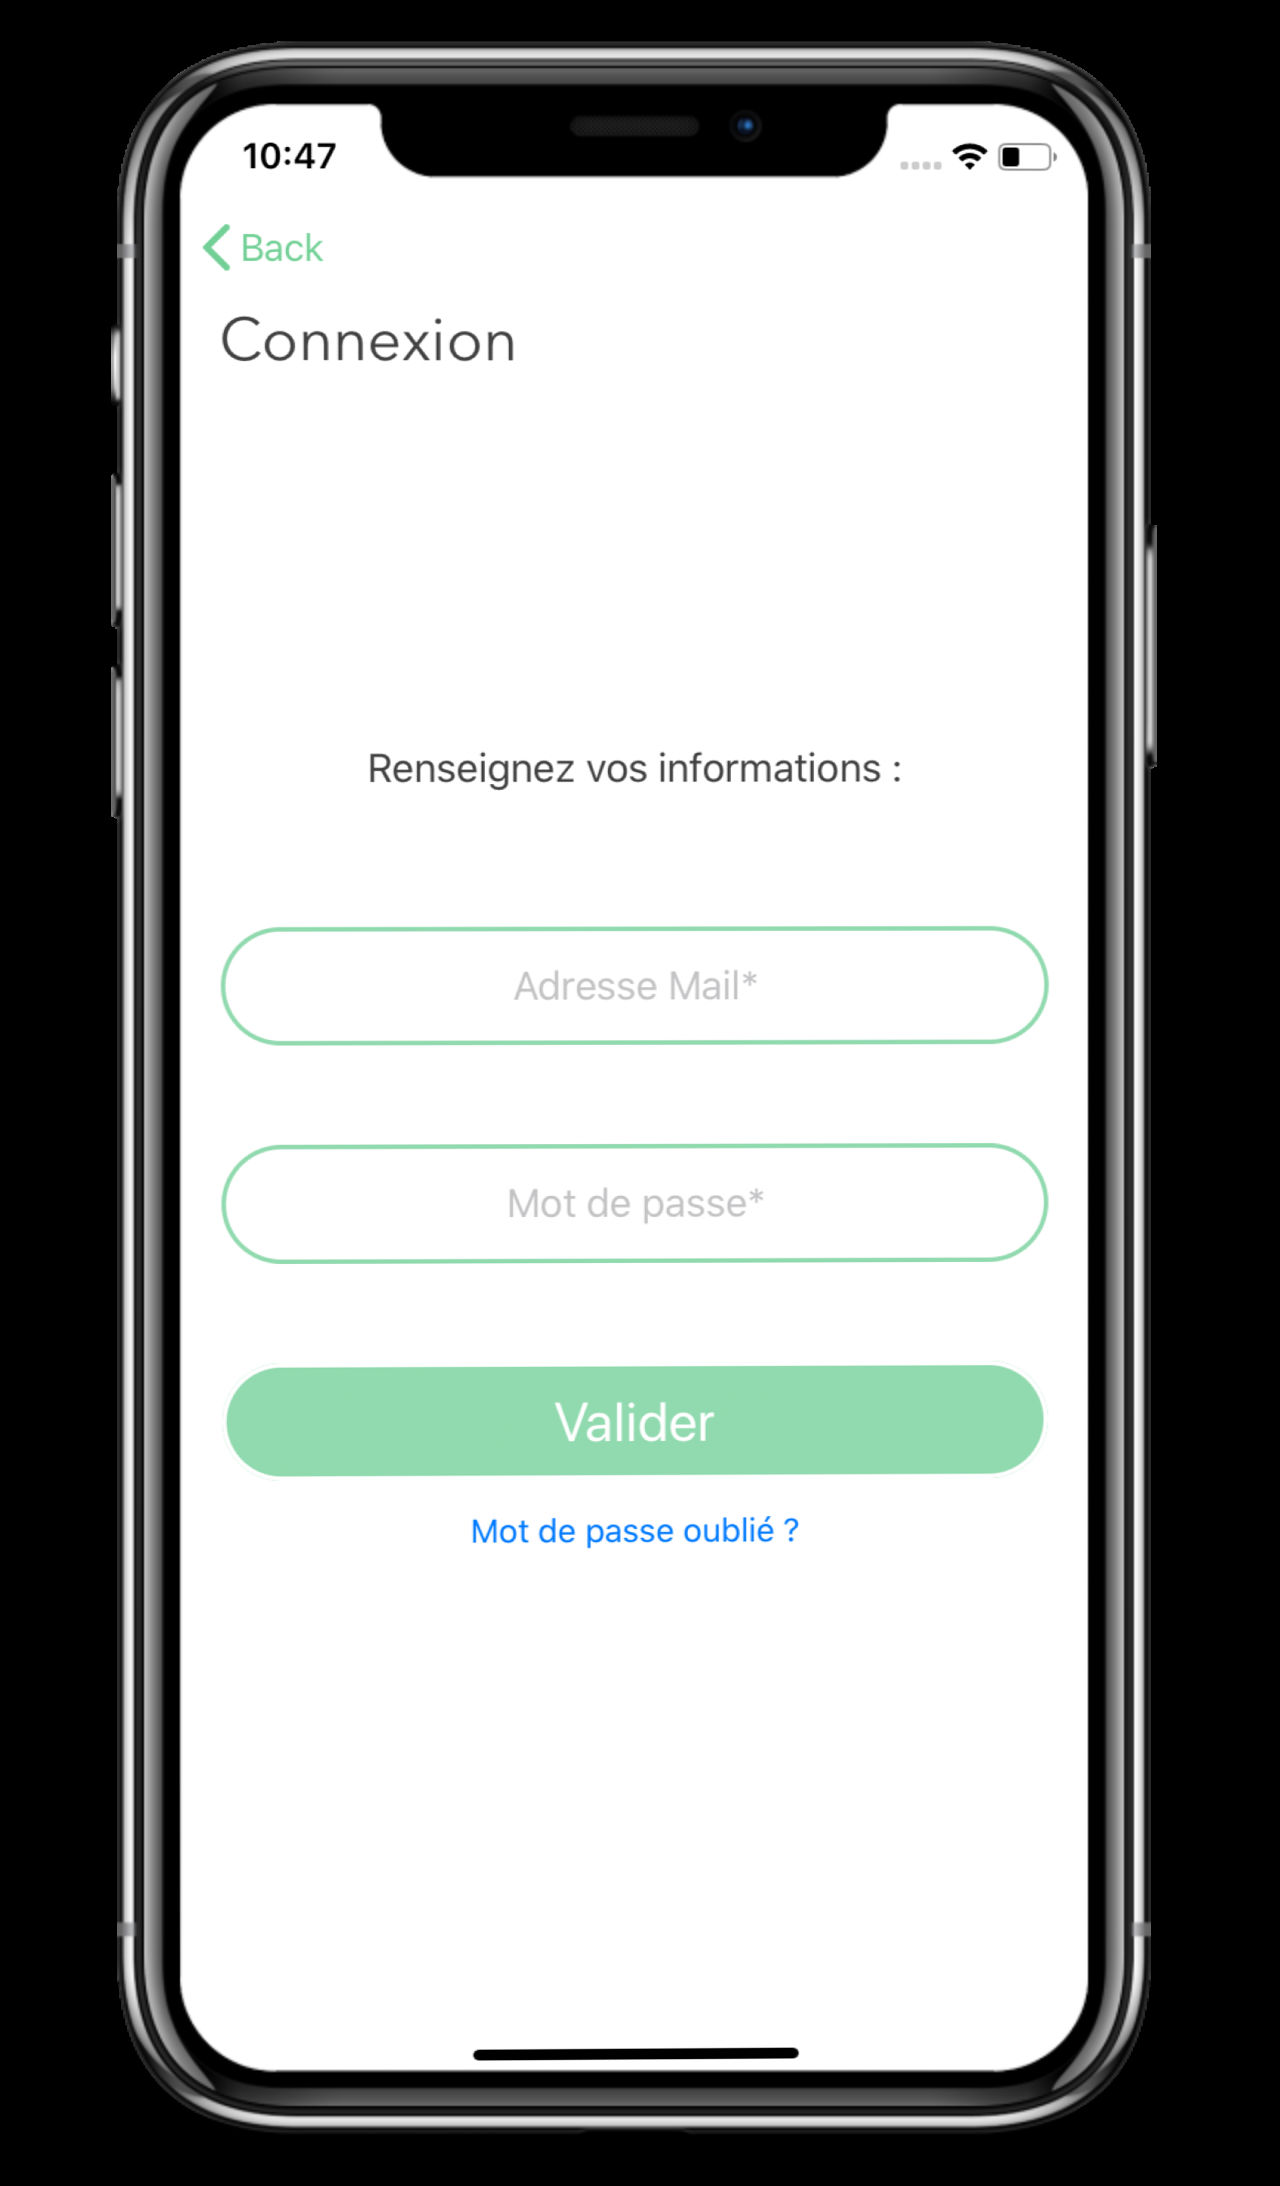 10:47
Back
Connexion
Renseignez vos informations :
Adresse Mail*
Mot de passe*
Valider
Mot de passe oublié ?